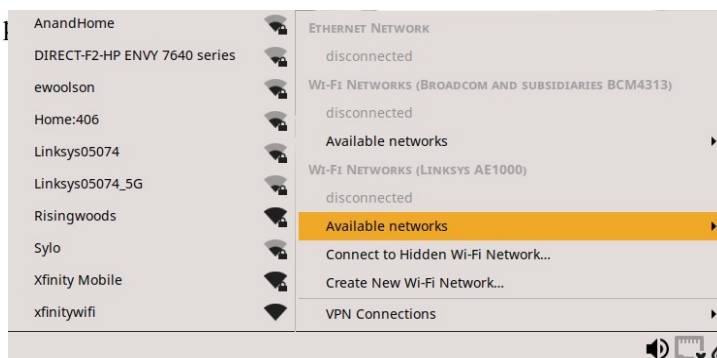 AnandHome
DIRECT-F2-HP ENVY 7640 series
ewoolson
Home:406
Linksys05074
Linksys05074_5G
Risingwoods
Sylo
Xfinity Mobile
xfinitywifi
ETHERNET NETWORK
disconnected
WI-FI NETWORKS (BROADCOM AND SUBSIDIARIES BCM4313)
disconnected
Available networks
WI-FI NETWORKS (LINKSYS AE1000)
disconnected
Available networks
Connect to Hidden Wi-Fi Network...
Create New Wi-Fi Network...
VPN Connections